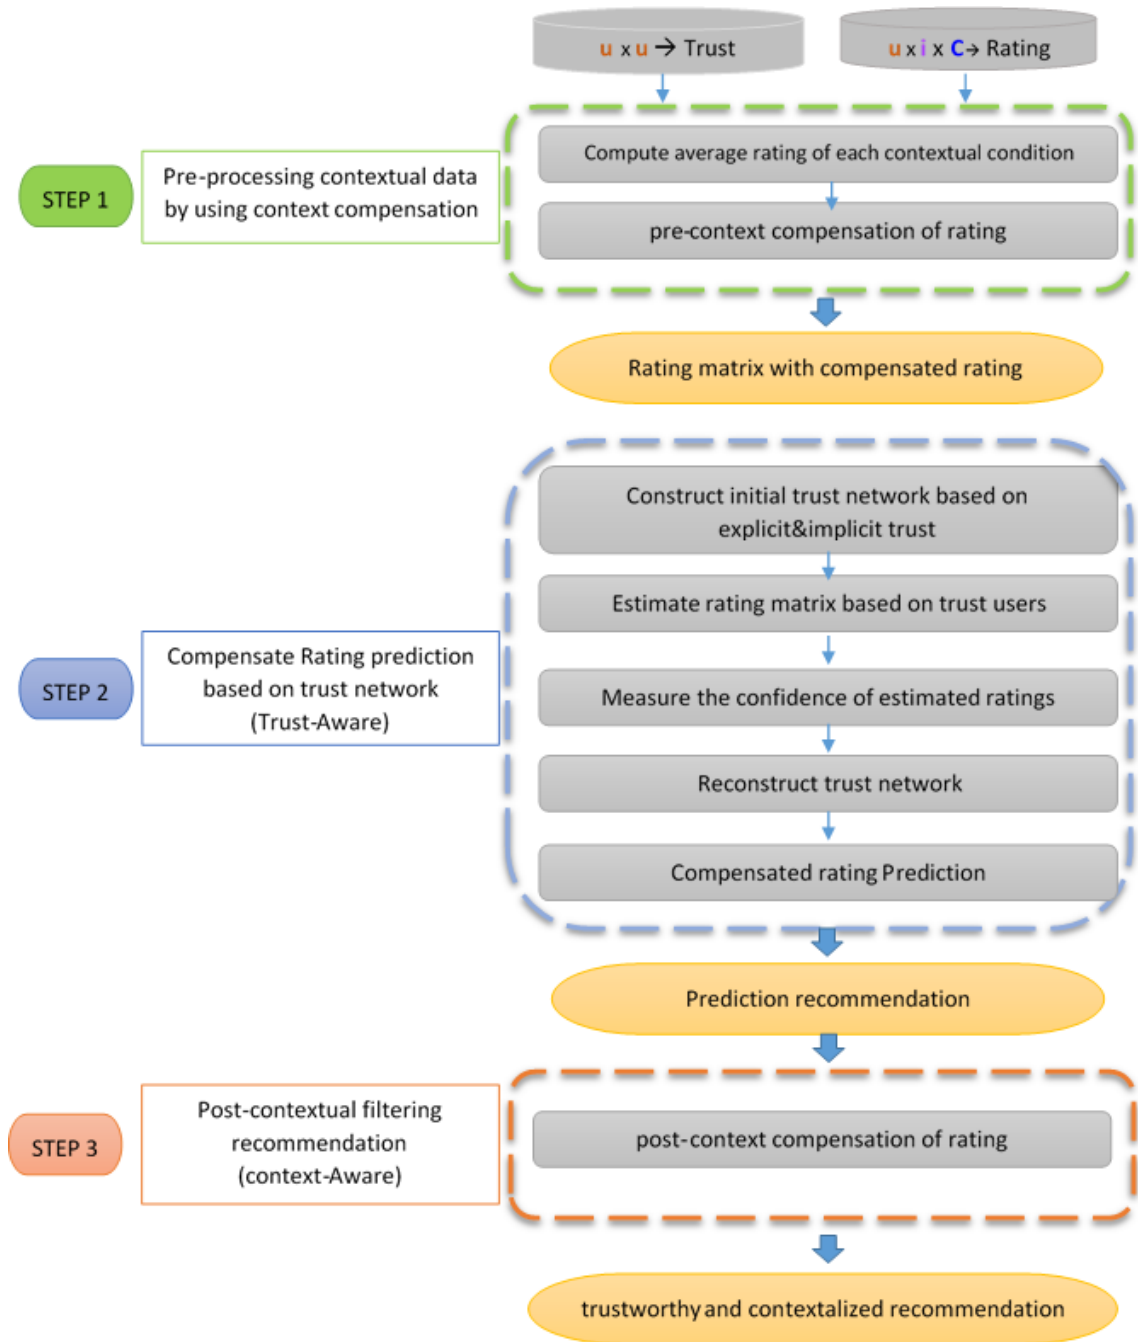 u x u → Trust
u x i x C → Rating
STEP 1
Pre-processing contextual data
by using context compensation
Compute average rating of each contextual condition
pre-context compensation of rating
Rating matrix with compensated rating
STEP 2
Compensate Rating prediction
based on trust network
(Trust-Aware)
Construct initial trust network based on
explicit&implicit trust
Estimate rating matrix based on trust users
Measure the confidence of estimated ratings
Reconstruct trust network
Compensated rating Prediction
Prediction recommendation
STEP 3
Post-contextual filtering
recommendation
(context-Aware)
post-context compensation of rating
trustworthy and contextalized recommendation